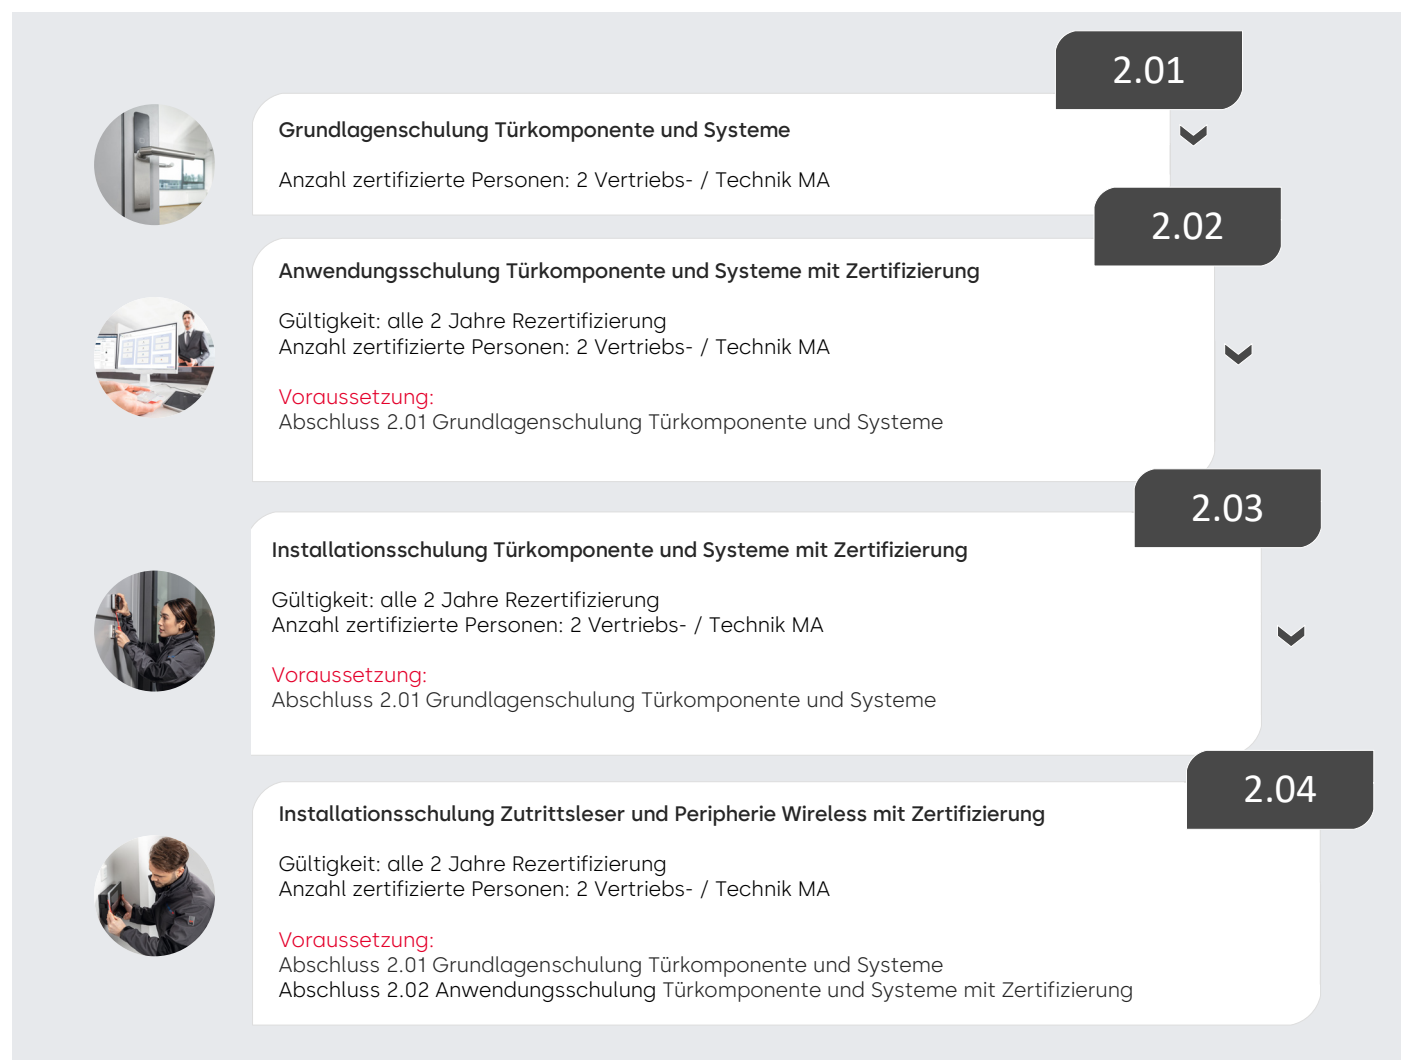 2.01
Grundlagenschulung Türkomponente und Systeme
Anzahl zertifizierte Personen: 2 Vertriebs- / Technik MA
2.02
Anwendungsschulung Türkomponente und Systeme mit Zertifizierung
Gültigkeit: alle 2 Jahre Rezertifizierung
Anzahl zertifizierte Personen: 2 Vertriebs- / Technik MA
Voraussetzung:
Abschluss 2.01 Grundlagenschulung Türkomponente und Systeme
2.03
Installationsschulung Türkomponente und Systeme mit Zertifizierung
Gültigkeit: alle 2 Jahre Rezertifizierung
Anzahl zertifizierte Personen: 2 Vertriebs- / Technik MA
Voraussetzung:
Abschluss 2.01 Grundlagenschulung Türkomponente und Systeme
2.04
Installationsschulung Zutrittsleser und Peripherie Wireless mit Zertifizierung
Gültigkeit: alle 2 Jahre Rezertifizierung
Anzahl zertifizierte Personen: 2 Vertriebs- / Technik MA
Voraussetzung:
Abschluss 2.01 Grundlagenschulung Türkomponente und Systeme
Abschluss 2.02 Anwendungsschulung Türkomponente und Systeme mit Zertifizierung